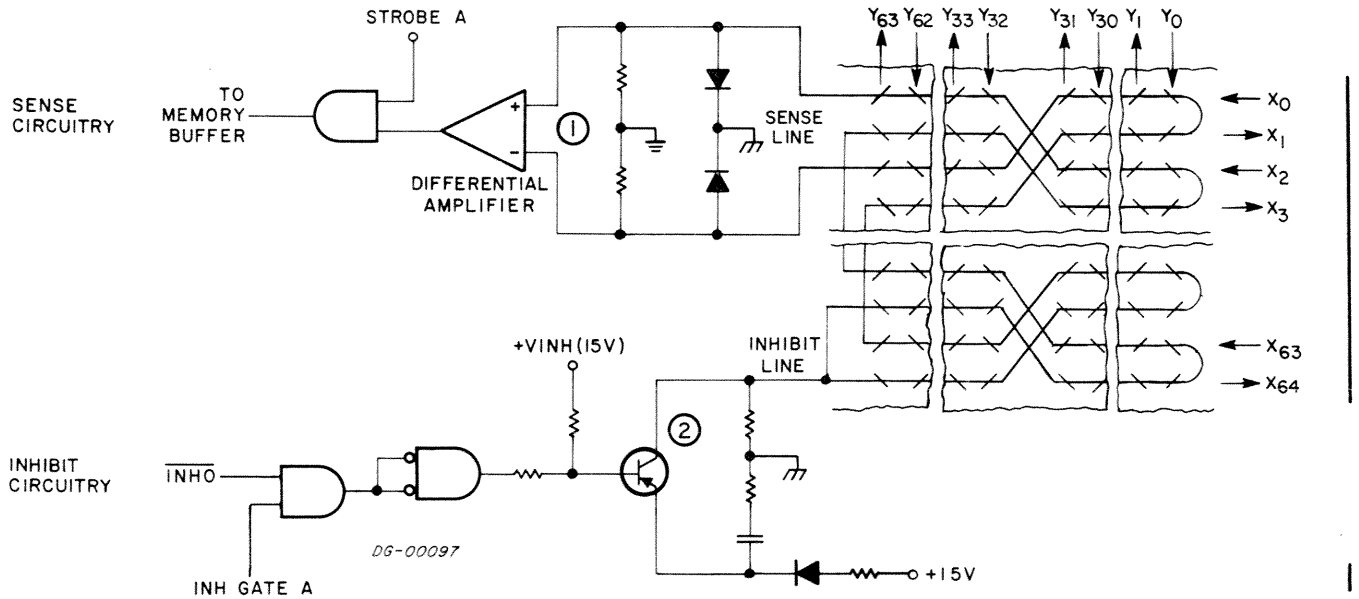 STROBE A
Y63 Y62 Y33 Y32 Y31 Y30 Y1 Y0
SENSE
CIRCUITRY
TO
MEMORY
BUFFER
+
−
1
DIFFERENTIAL
AMPLIFIER
SENSE
LINE
X0
X1
X2
X3
+VINH(15V)
INHIBIT
LINE
X63
X64
2
INHIBIT
CIRCUITRY
INH0
DG-00097
INH GATE A
+15V